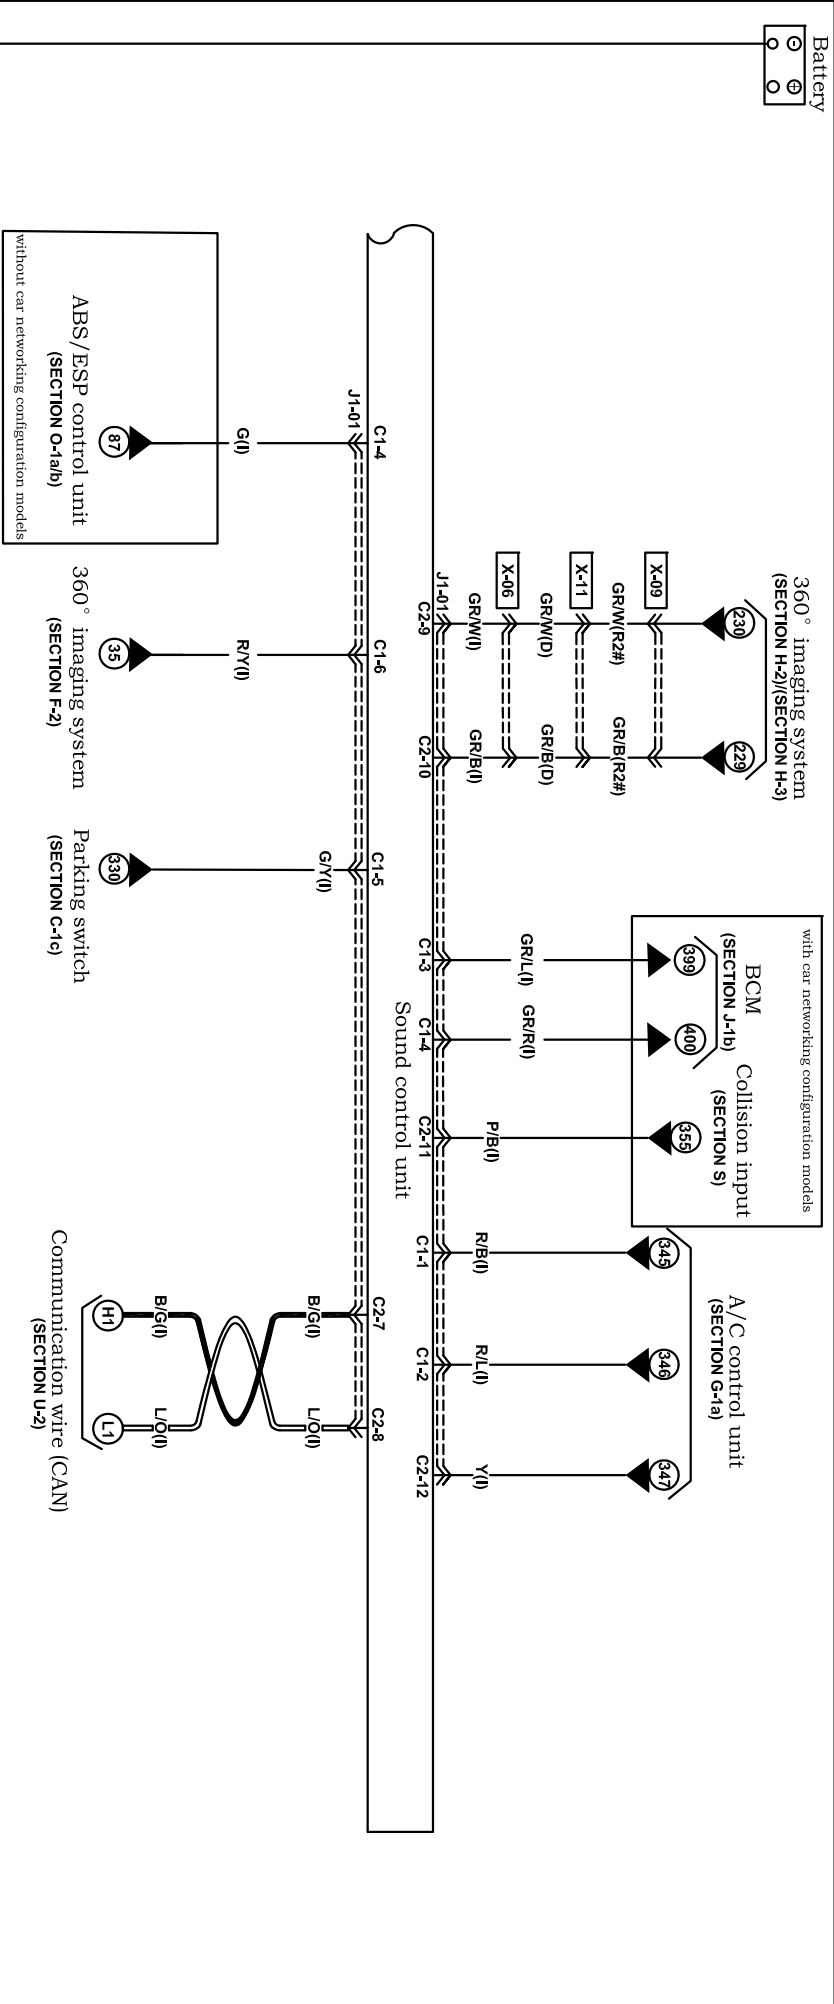 Battery
-
+
360° imaging system
(SECTION H-2)/(SECTION H-3)
230
229
X-09
GR/W(R2#)
GR/B(R2#)
X-11
GR/W(D)
GR/B(D)
X-06
GR/W(I)
GR/B(I)
J1-01
C2-9
C2-10
with car networking configuration models
BCM
(SECTION J-1b)
399
400
Collision input
(SECTION S)
355
GR/L(I)
GR/R(I)
P/B(I)
C1-3
C1-4
C2-11
A/C control unit
(SECTION G-1a)
345
346
347
R/B(I)
R/L(I)
Y(I)
C1-1
C1-2
C2-12
Sound control unit
C1-4
C1-6
C1-5
C2-7
C2-8
J1-01
G(I)
R/Y(I)
G/Y(I)
B/G(I)
L/O(I)
B/G(I)
L/O(I)
87
35
330
H1
L1
ABS/ESP control unit
(SECTION O-1a/b)
without car networking configuration models
360° imaging system
(SECTION F-2)
Parking switch
(SECTION C-1c)
Communication wire (CAN)
(SECTION U-2)